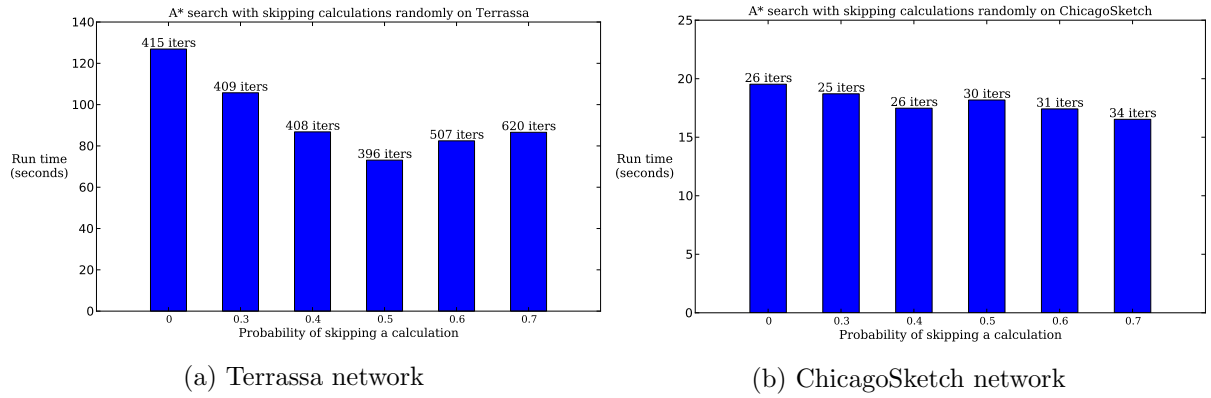 A* search with skipping calculations randomly on Terrassa
140
120
100
80
60
40
20
0
Run time
(seconds)
415 iters
409 iters
408 iters
396 iters
507 iters
620 iters
0 0.3 0.4 0.5 0.6 0.7
Probability of skipping a calculation
(a) Terrassa network
A* search with skipping calculations randomly on ChicagoSketch
25
20
15
10
5
0
Run time
(seconds)
26 iters
25 iters
26 iters
30 iters
31 iters
34 iters
0 0.3 0.4 0.5 0.6 0.7
Probability of skipping a calculation
(b) ChicagoSketch network